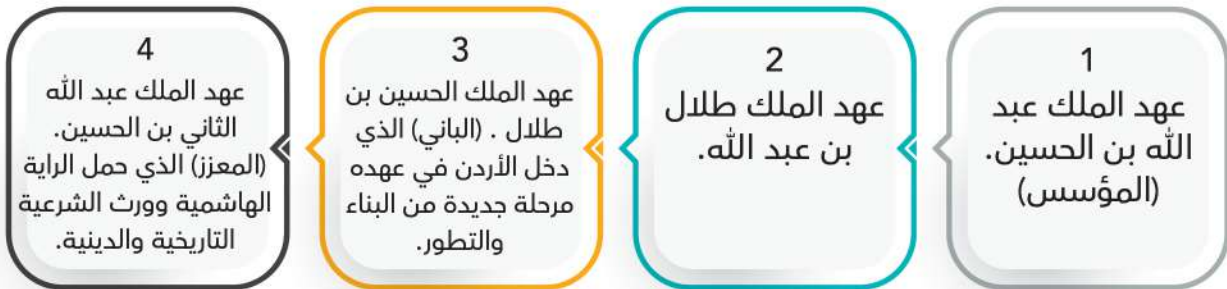 1
عهد الملك عبد
الله بن الحسين.
(المؤسس)
2
عهد الملك طلال
بن عبد الله.
3
عهد الملك الحسين بن
طلال . (الباني) الذي
دخل الأردن في عهده
مرحلة جديدة من البناء
والتطور.
4
عهد الملك عبد الله
الثاني بن الحسين.
(المعزز) الذي حمل الراية
الهاشمية وورث الشرعية
التاريخية والدينية.